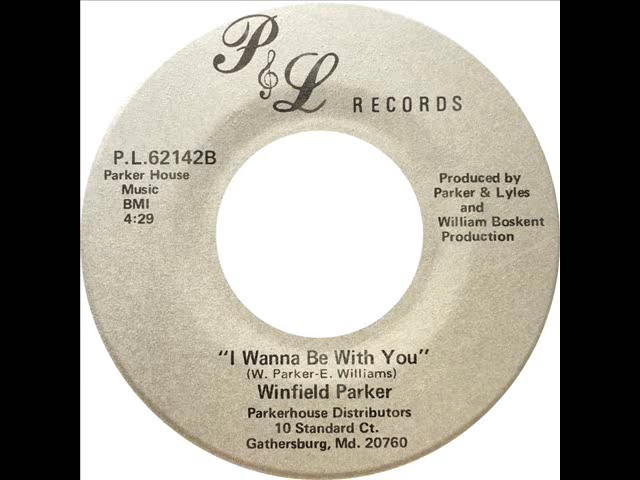 P & L RECORDS
P.L.62142B
Parker House
Music
BMI
4:29
Produced by
Parker & Lyles
and
William Boskent
Production
"I Wanna Be With You"
(W. Parker-E. Williams)
Winfield Parker
Parkerhouse Distributors
10 Standard Ct.
Gathersburg, Md. 20760